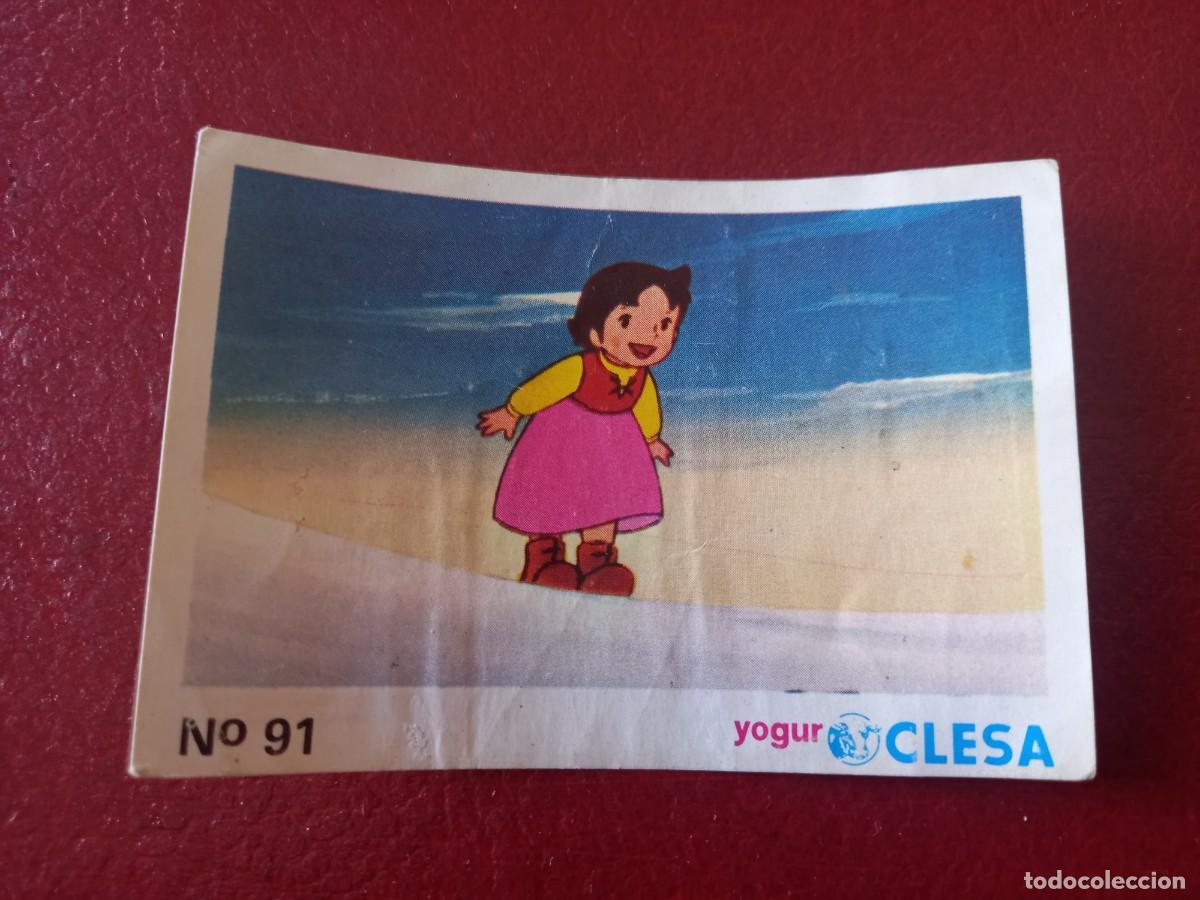 Nº 91
yogur CLESA
todocoleccion